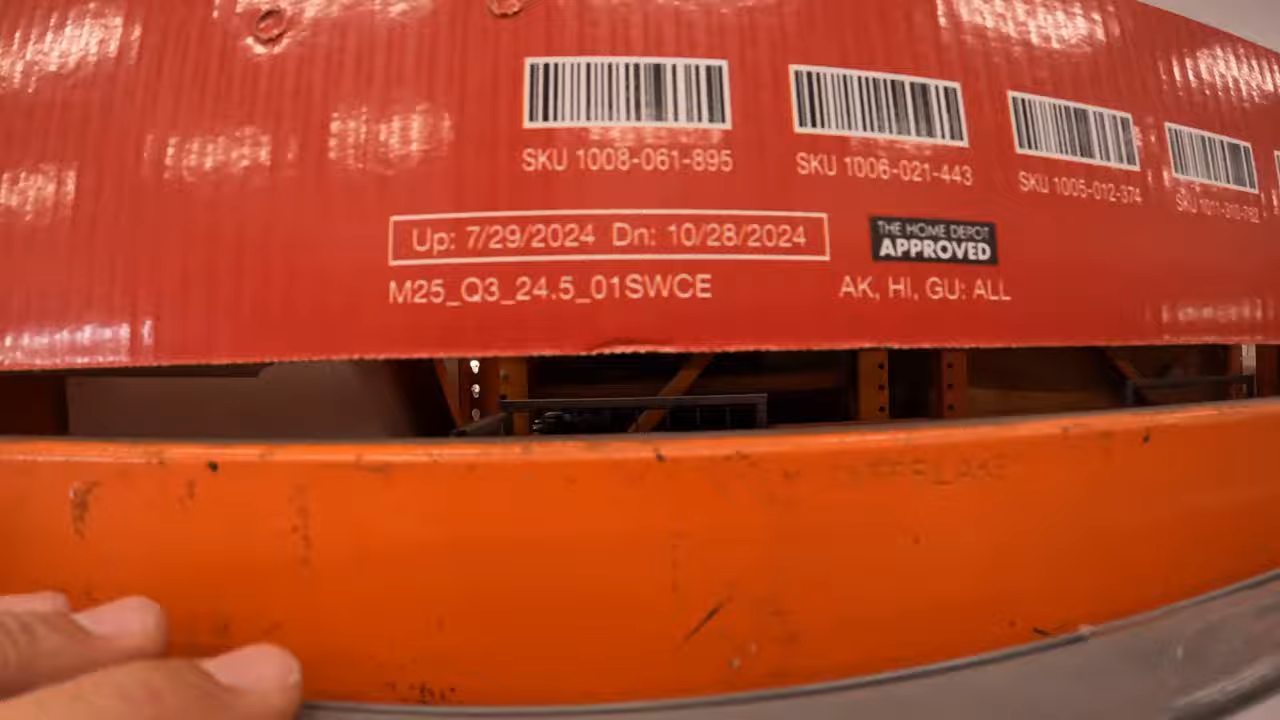 SKU 1008-061-895
SKU 1006-021-443
SKU 1005-012-374
SKU
Up: 7/29/2024 Dn: 10/28/2024
THE HOME DEPOT
APPROVED
M25_Q3_24.5_01SWCE
AK, HI, GU: ALL